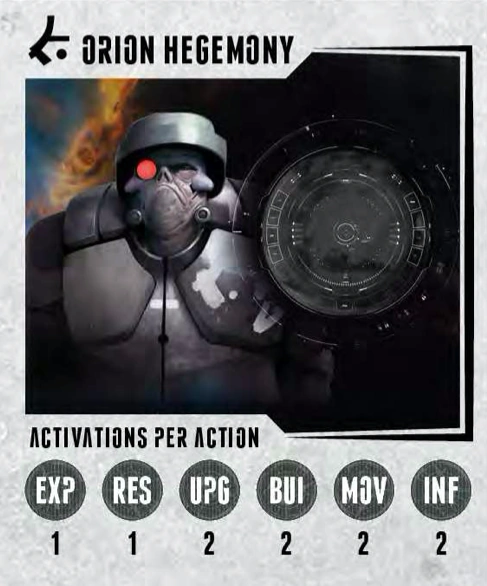 ORION HEGEMONY
ACTIVATIONS PER ACTION
EXP RES UPG BUI MOV INF
1 1 2 2 2 2